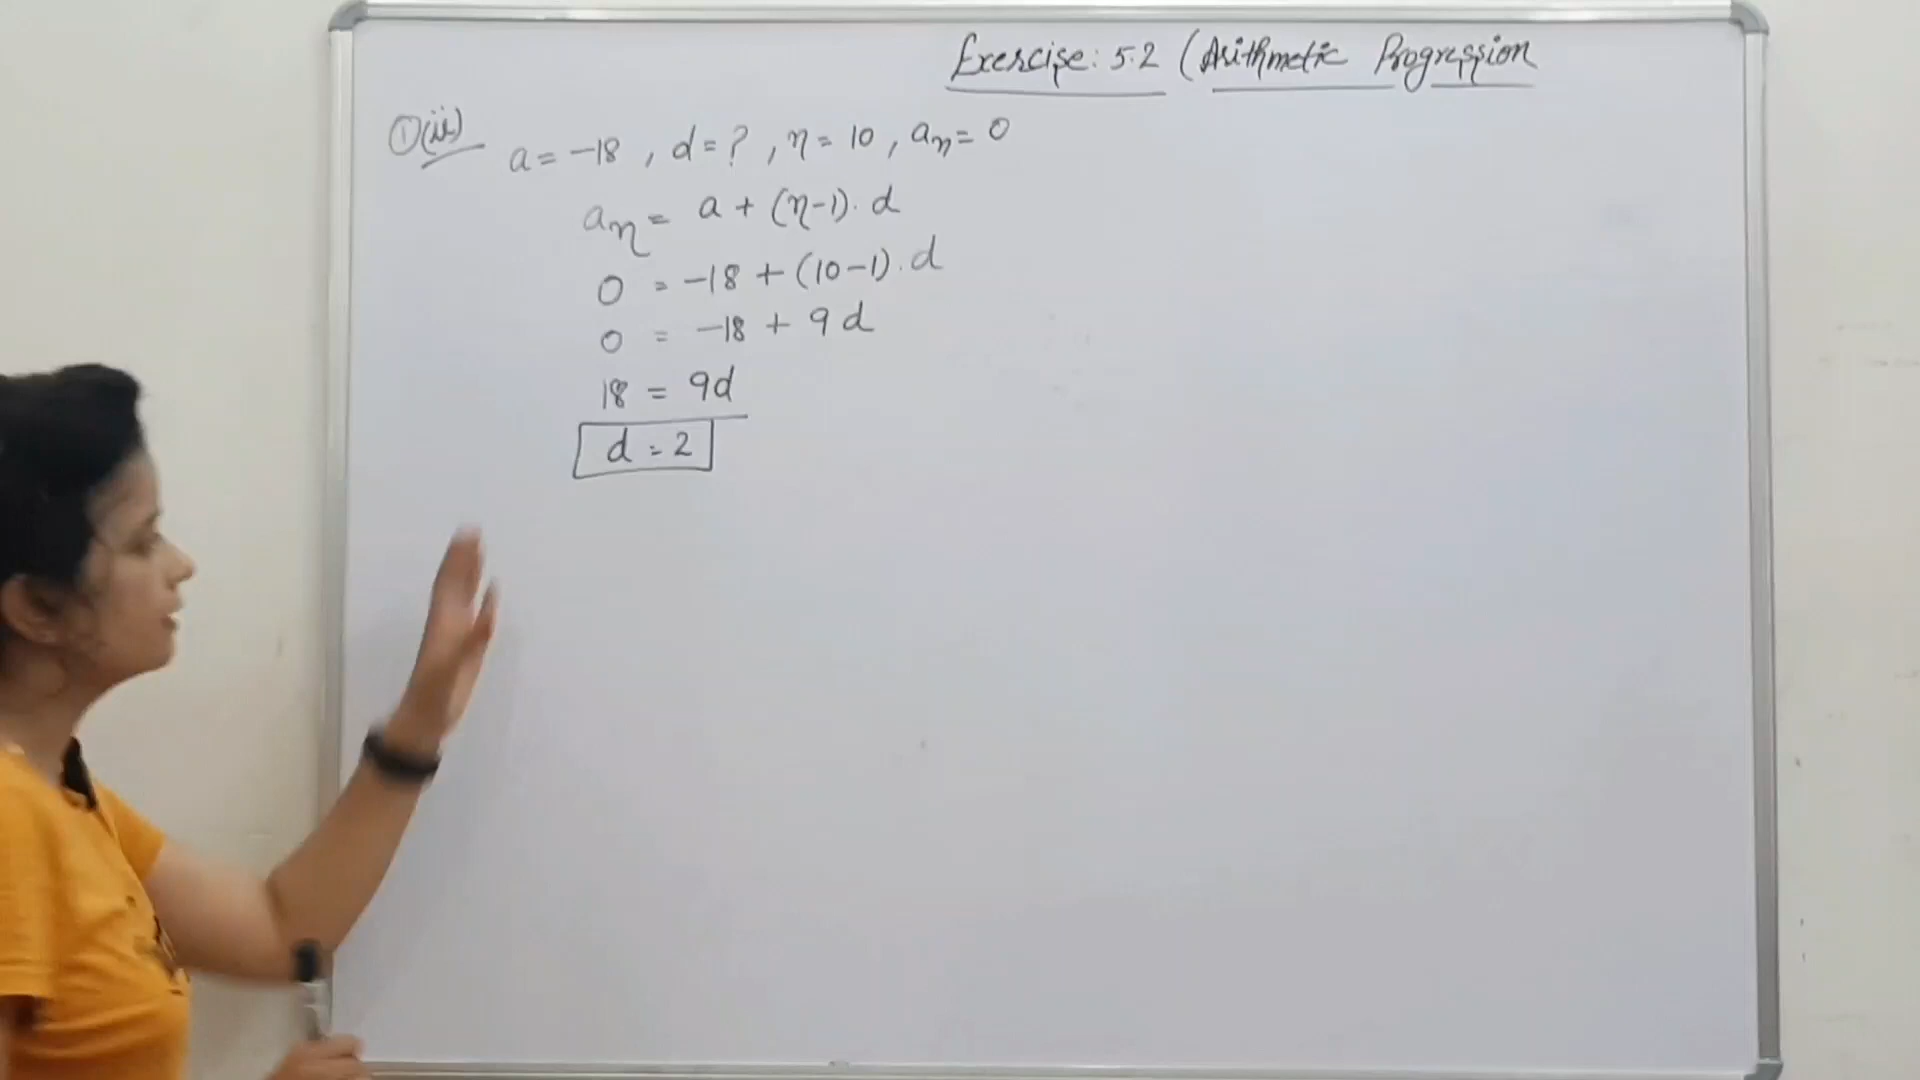 Exercise: 5.2 (Arithmetic Progression
①(ii) a = -18 , d = ? , n = 10 , an = 0
an = a + (n-1). d
0 = -18 + (10-1). d
0 = -18 + 9d
18 = 9d
d = 2